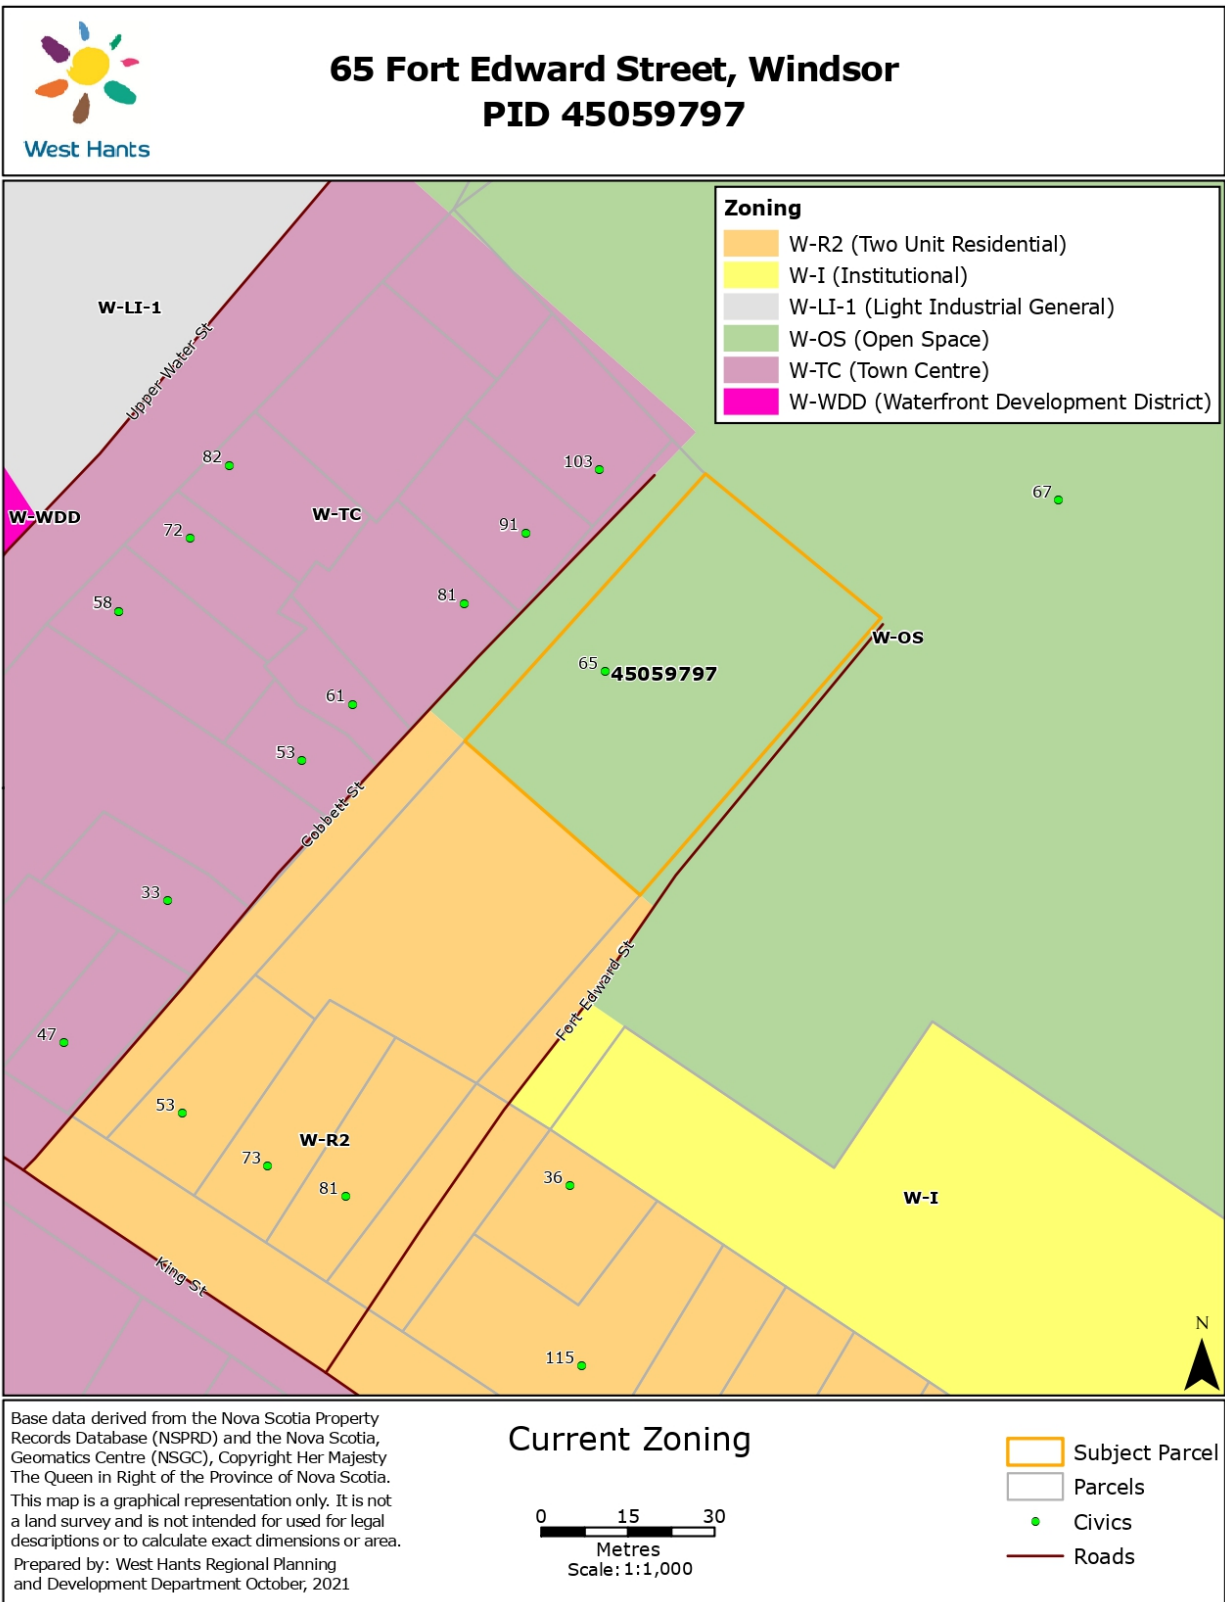 65 Fort Edward Street, Windsor
PID 45059797
West Hants
Zoning
W-R2 (Two Unit Residential)
W-I (Institutional)
W-LI-1 (Light Industrial General)
W-OS (Open Space)
W-TC (Town Centre)
W-WDD (Waterfront Development District)
W-LI-1
Upper Water St
82
103
67
W-WDD
W-TC
72
91
58
81
W-OS
65
45059797
61
53
Cobbett St
33
Fort Edward St
47
53
W-R2
73
81
36
W-I
King St
115
N
Base data derived from the Nova Scotia Property
Records Database (NSPRD) and the Nova Scotia,
Geomatics Centre (NSGC), Copyright Her Majesty
The Queen in Right of the Province of Nova Scotia.
This map is a graphical representation only. It is not
a land survey and is not intended for used for legal
descriptions or to calculate exact dimensions or area.
Prepared by: West Hants Regional Planning
and Development Department October, 2021
Current Zoning
0 15 30
Metres
Scale: 1:1,000
Subject Parcel
Parcels
Civics
Roads